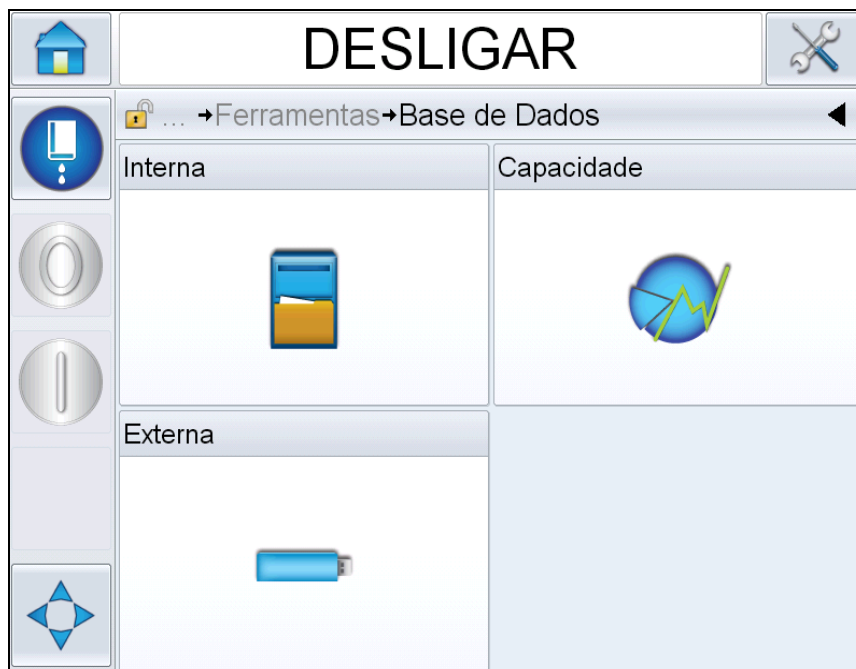 DESLIGAR
... →Ferramentas→Base de Dados
Interna
Capacidade
Externa